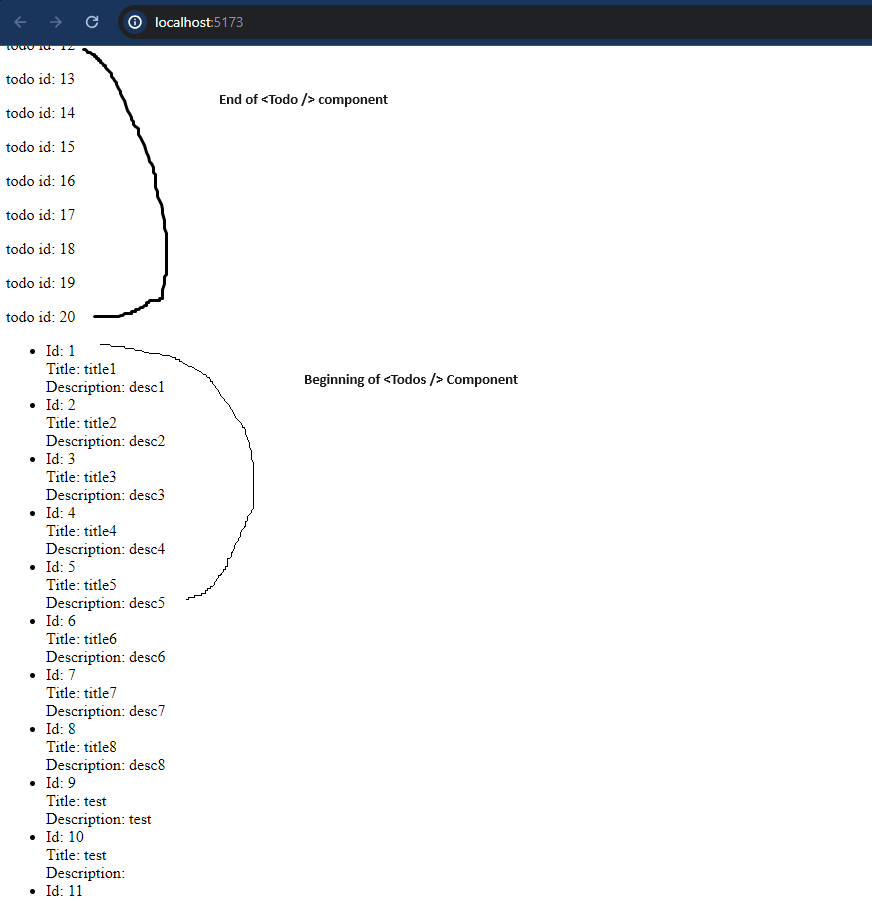 localhost:5173
todo id: 12
todo id: 13
End of <Todo /> component
todo id: 14
todo id: 15
todo id: 16
todo id: 17
todo id: 18
todo id: 19
todo id: 20
Id: 1
Title: title1
Beginning of <Todos /> Component
Description: desc1
Id: 2
Title: title2
Description: desc2
Id: 3
Title: title3
Description: desc3
Id: 4
Title: title4
Description: desc4
Id: 5
Title: title5
Description: desc5
Id: 6
Title: title6
Description: desc6
Id: 7
Title: title7
Description: desc7
Id: 8
Title: title8
Description: desc8
Id: 9
Title: test
Description: test
Id: 10
Title: test
Description:
Id: 11